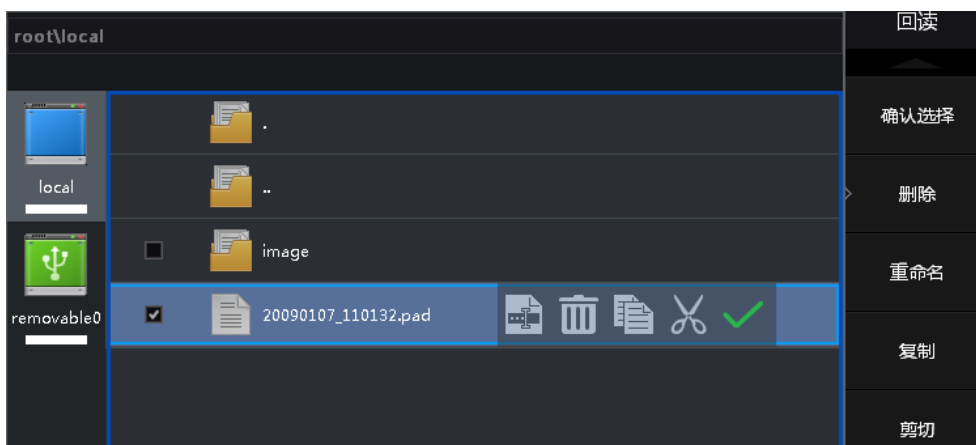 root\local
回读
确认选择
删除
重命名
复制
剪切
local
removable0
.
..
image
20090107_110132.pad